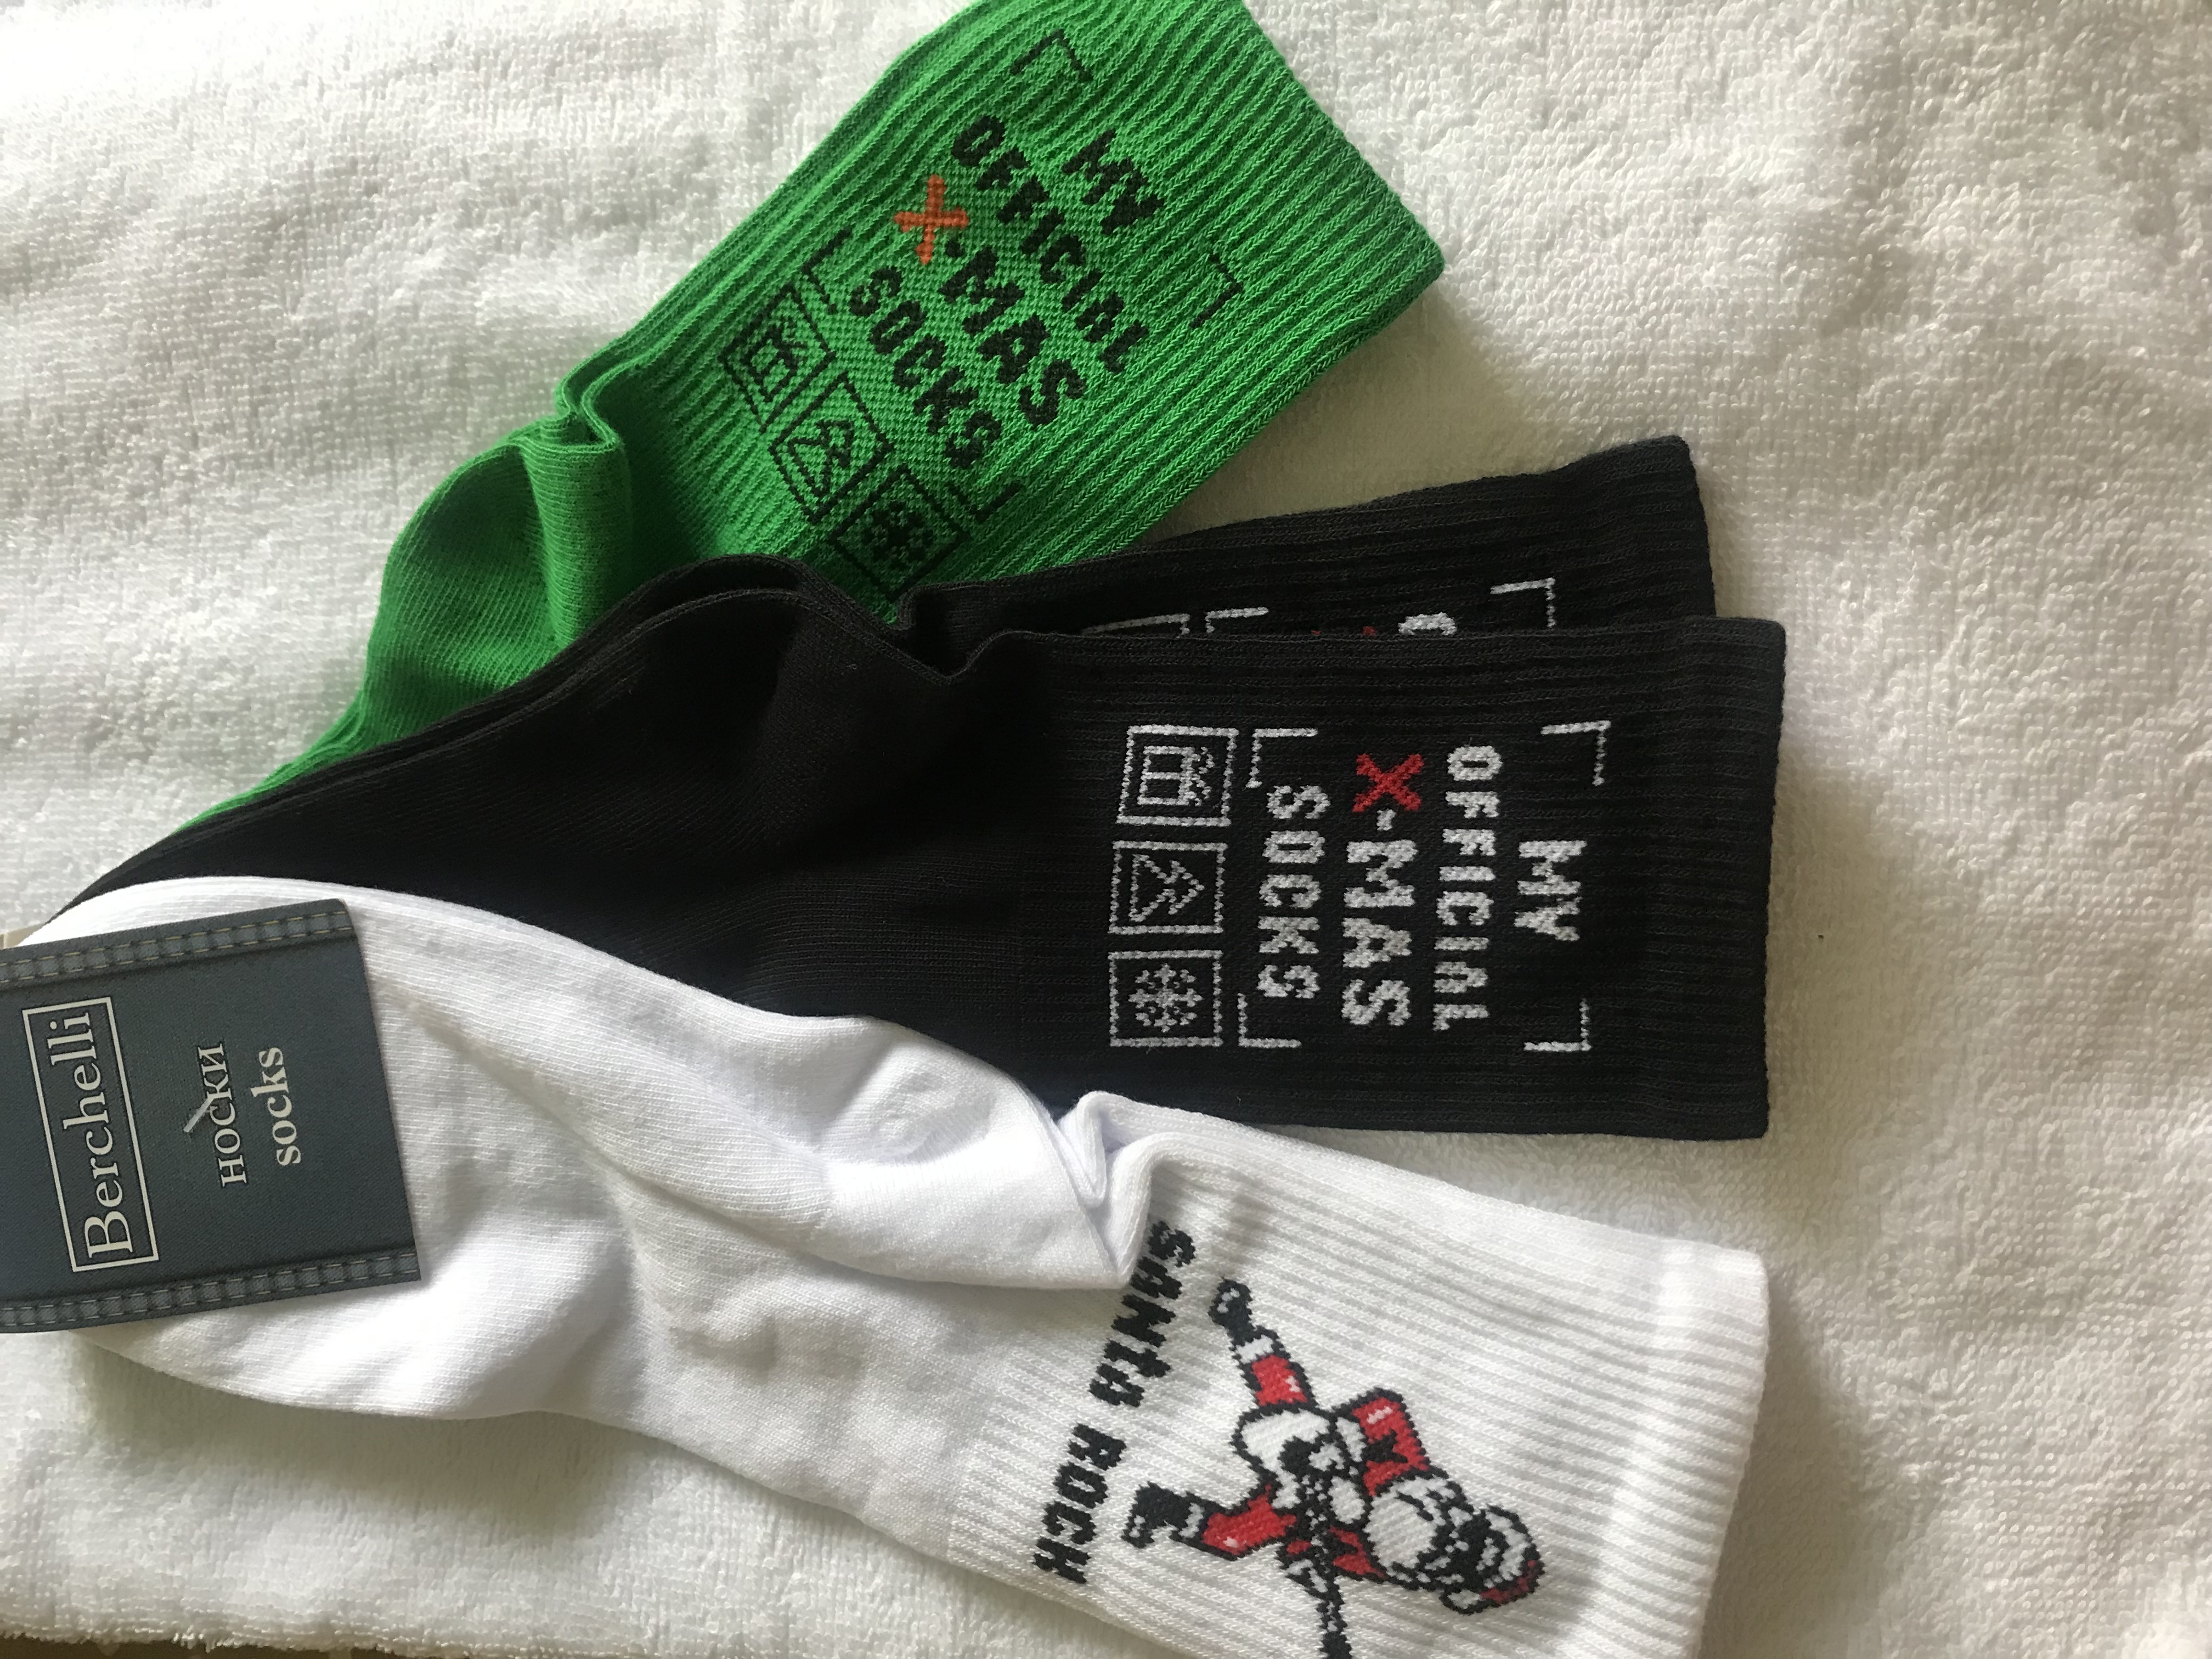 MY
OFFICIAL
X-MAS
SOCKS
MY
OFFICIAL
X-MAS
SOCKS
Berchelli
носки
socks
SANTA ROCK